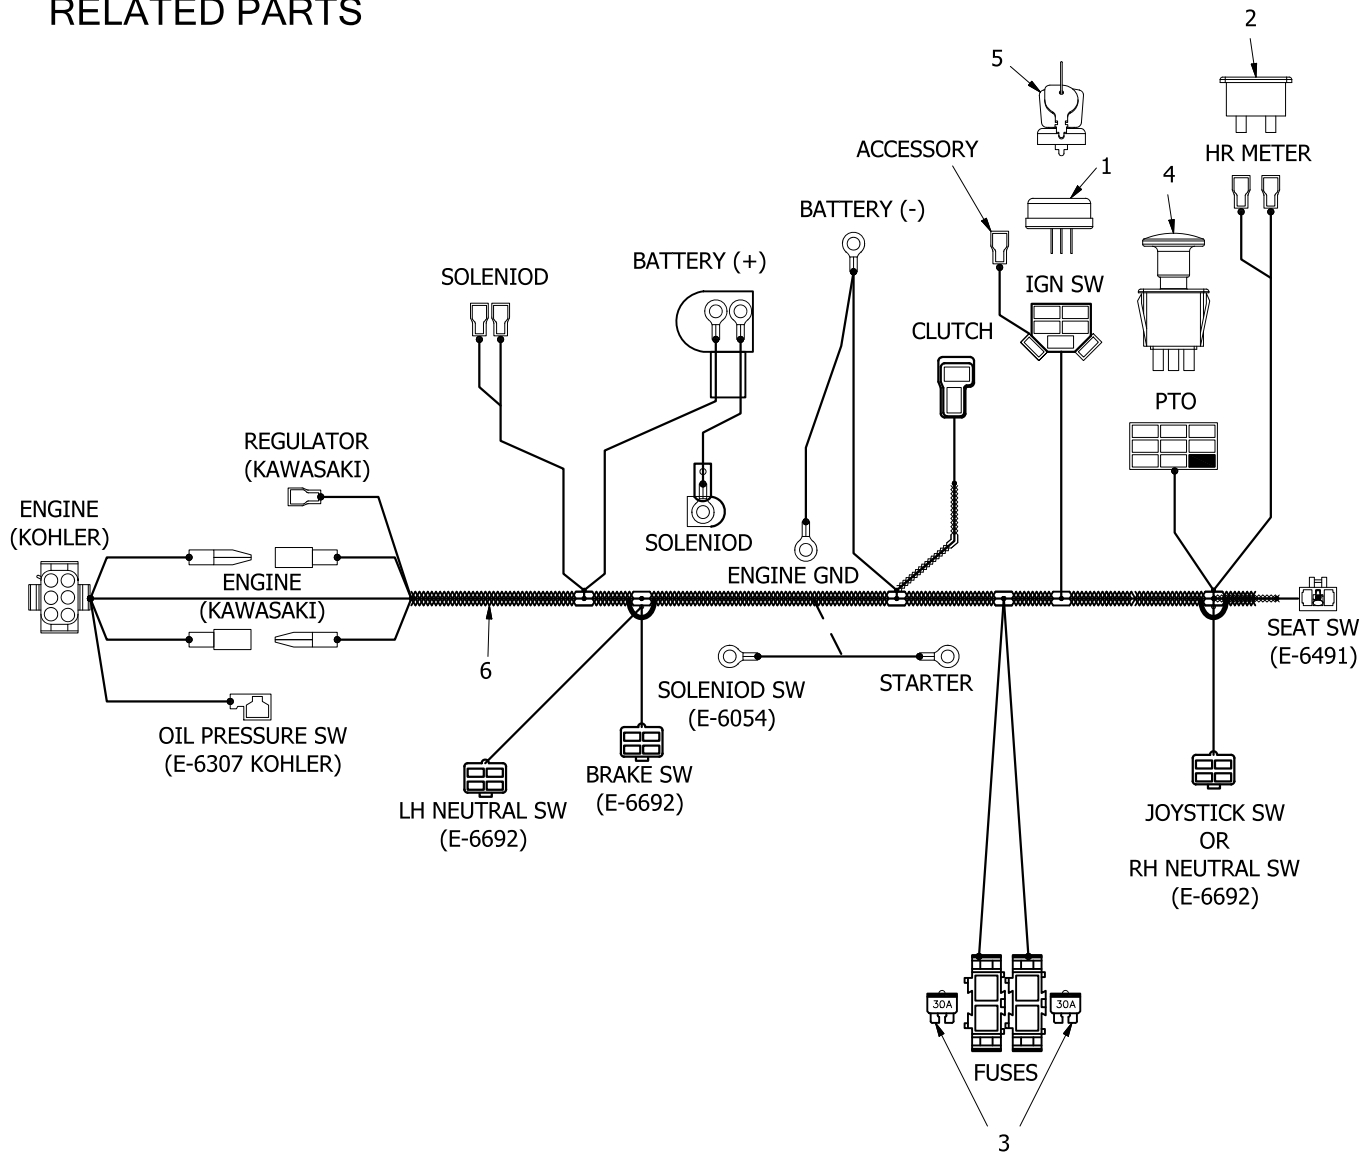 RELATED PARTS
2
5
ACCESSORY
HR METER
1
4
BATTERY (-)
BATTERY (+)
SOLENIOD
IGN SW
CLUTCH
PTO
REGULATOR
(KAWASAKI)
ENGINE
(KOHLER)
SOLENIOD
ENGINE GND
ENGINE
(KAWASAKI)
SEAT SW
(E-6491)
6
SOLENIOD SW
(E-6054)
STARTER
OIL PRESSURE SW
(E-6307 KOHLER)
BRAKE SW
(E-6692)
LH NEUTRAL SW
(E-6692)
JOYSTICK SW
OR
RH NEUTRAL SW
(E-6692)
30A
30A
FUSES
3